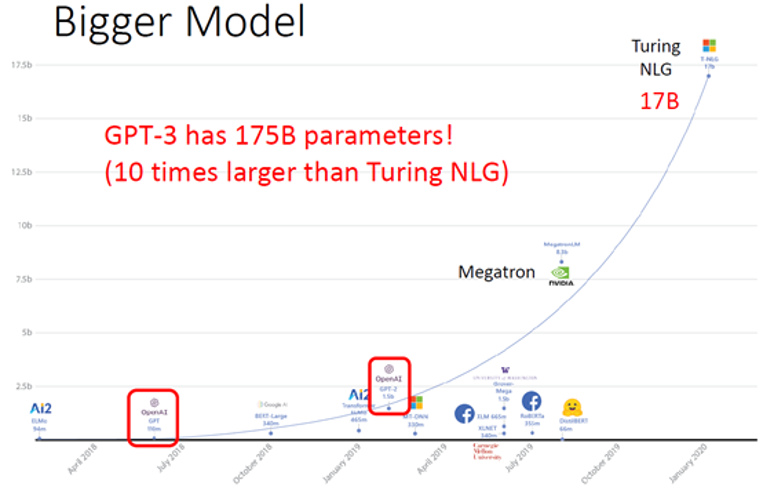 Bigger Model
Turing
NLG
17B
T-NLG
17b
17.5b
15b
GPT-3 has 175B parameters!
(10 times larger than Turing NLG)
12.5b
10b
MegatronLM
8.3b
Megatron
NVIDIA
7.5b
5b
2.5b
OpenAI
GPT-2
1.5b
UNIVERSITY of WASHINGTON
Grover-
Mega
1.5b
Ai2
ELMo
94m
OpenAI
GPT
110m
Google AI
BERT-Large
340m
Ai2
Transformer
ELMo
465m
MT-DNN
330m
XLM 665m
XLNET
340m
Carnegie
Mellon
University
RoBERTa
355m
DistilBERT
66m
April 2018
July 2018
October 2018
January 2019
April 2019
July 2019
October 2019
January 2020